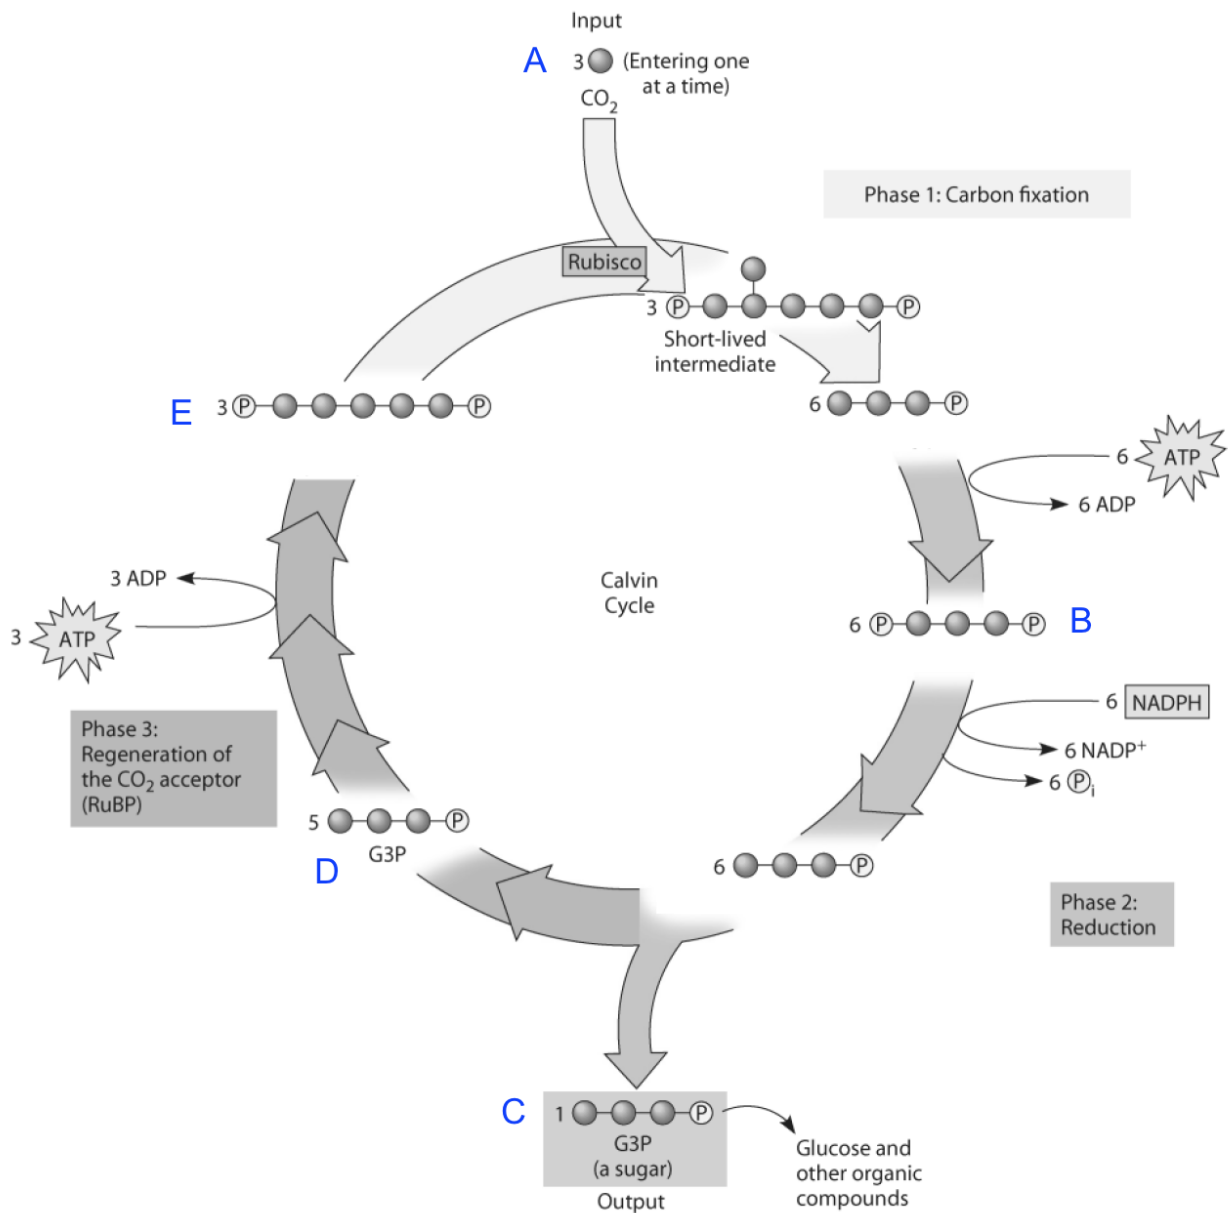 Input
A
3 (Entering one
at a time)
CO2
Phase 1: Carbon fixation
Rubisco
3 P P
Short-lived
intermediate
E
3 P P
6 P
6 ATP
6 ADP
3 ADP
3 ATP
Calvin
Cycle
6 P P
B
6 NADPH
6 NADP+
6 Pi
Phase 3:
Regeneration of
the CO2 acceptor
(RuBP)
5 P
G3P
D
6 P
Phase 2:
Reduction
C
1 P
G3P
(a sugar)
Output
Glucose and
other organic
compounds